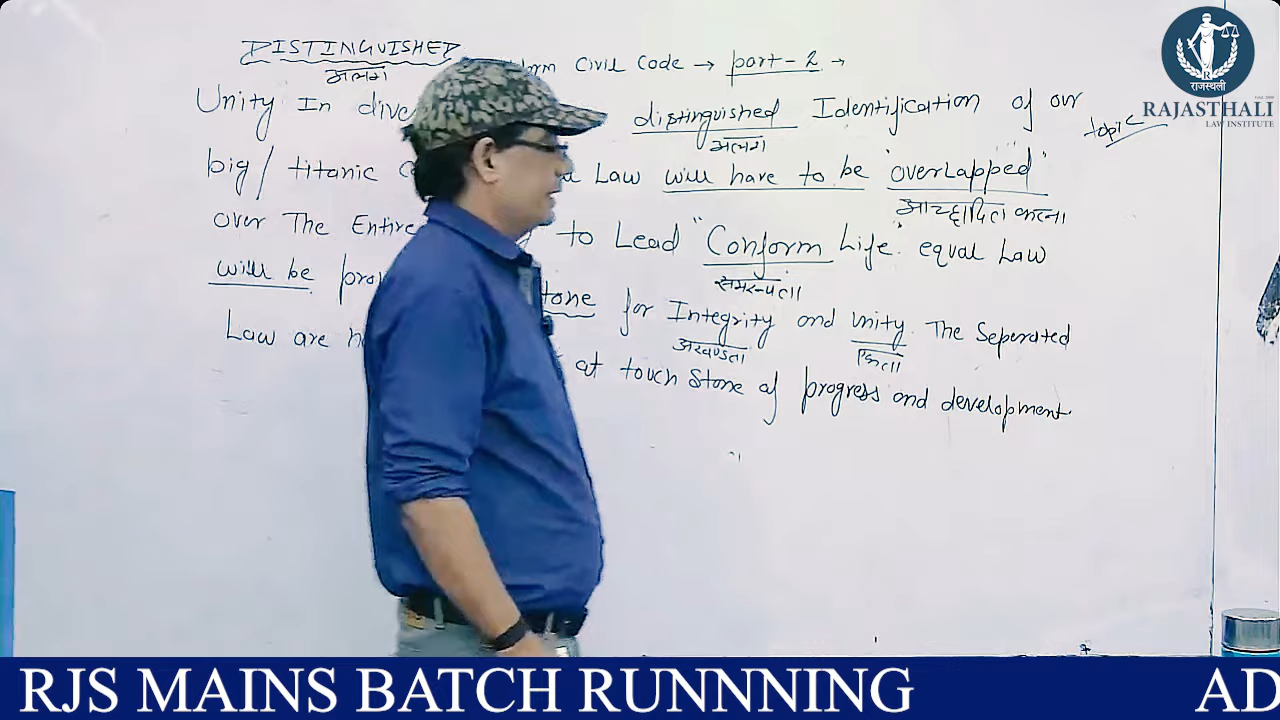 DISTINGUISHED
अलग
Civil Code → part - 2 →
Unity In distinguished Identification of our
अलग
topic
big/ titanic Law will have to be "overlapped"
आच्छादित करना
over The Entire to Lead "Conform Life". equal Law
समरूपता
will be for Integrity and unity. The Seperated
अखण्डता
एकता
Law are at touch Stone of progress and development.
राजस्थली
RAJASTHALI
LAW INSTITUTE
RJS MAINS BATCH RUNNNING
AD